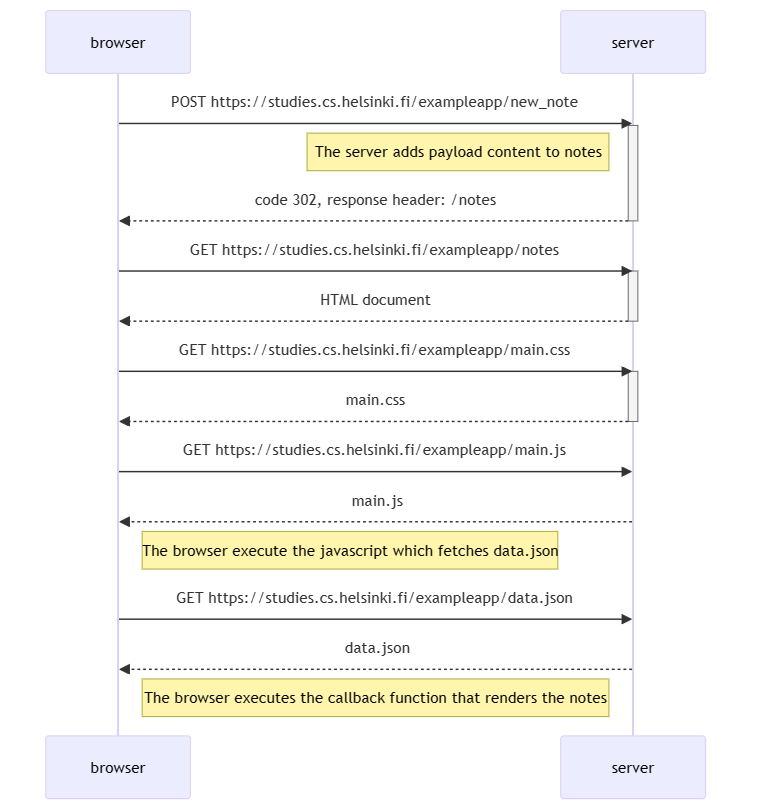 browser
server
POST https://studies.cs.helsinki.fi/exampleapp/new_note
The server adds payload content to notes
code 302, response header: /notes
GET https://studies.cs.helsinki.fi/exampleapp/notes
HTML document
GET https://studies.cs.helsinki.fi/exampleapp/main.css
main.css
GET https://studies.cs.helsinki.fi/exampleapp/main.js
main.js
The browser execute the javascript which fetches data.json
GET https://studies.cs.helsinki.fi/exampleapp/data.json
data.json
The browser executes the callback function that renders the notes
browser
server